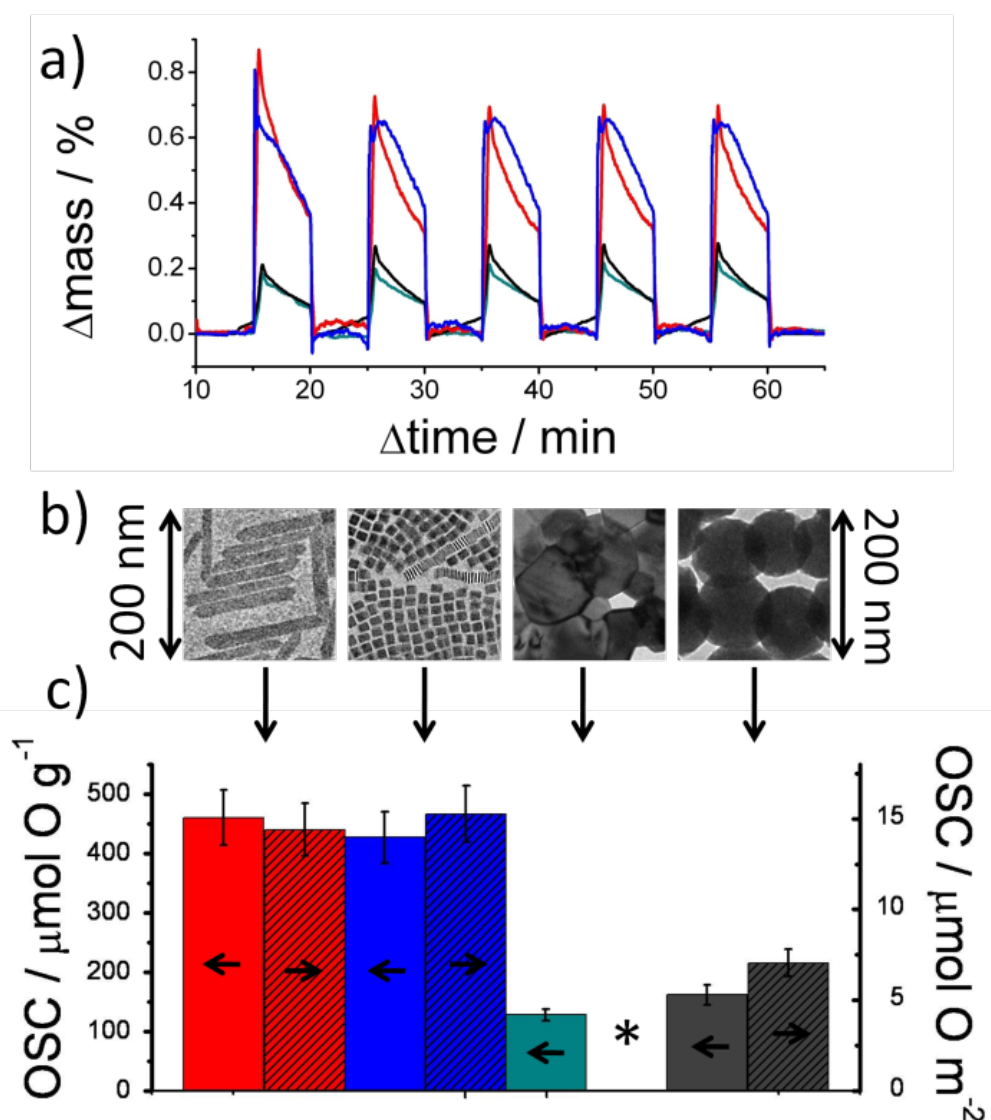 a)
Δmass / %
0.8
0.6
0.4
0.2
0.0
10 20 30 40 50 60
Δtime / min
b)
200 nm
200 nm
c)
OSC / μmol O g⁻¹
500
400
300
200
100
0
*
15
10
5
0
OSC / μmol O m⁻²